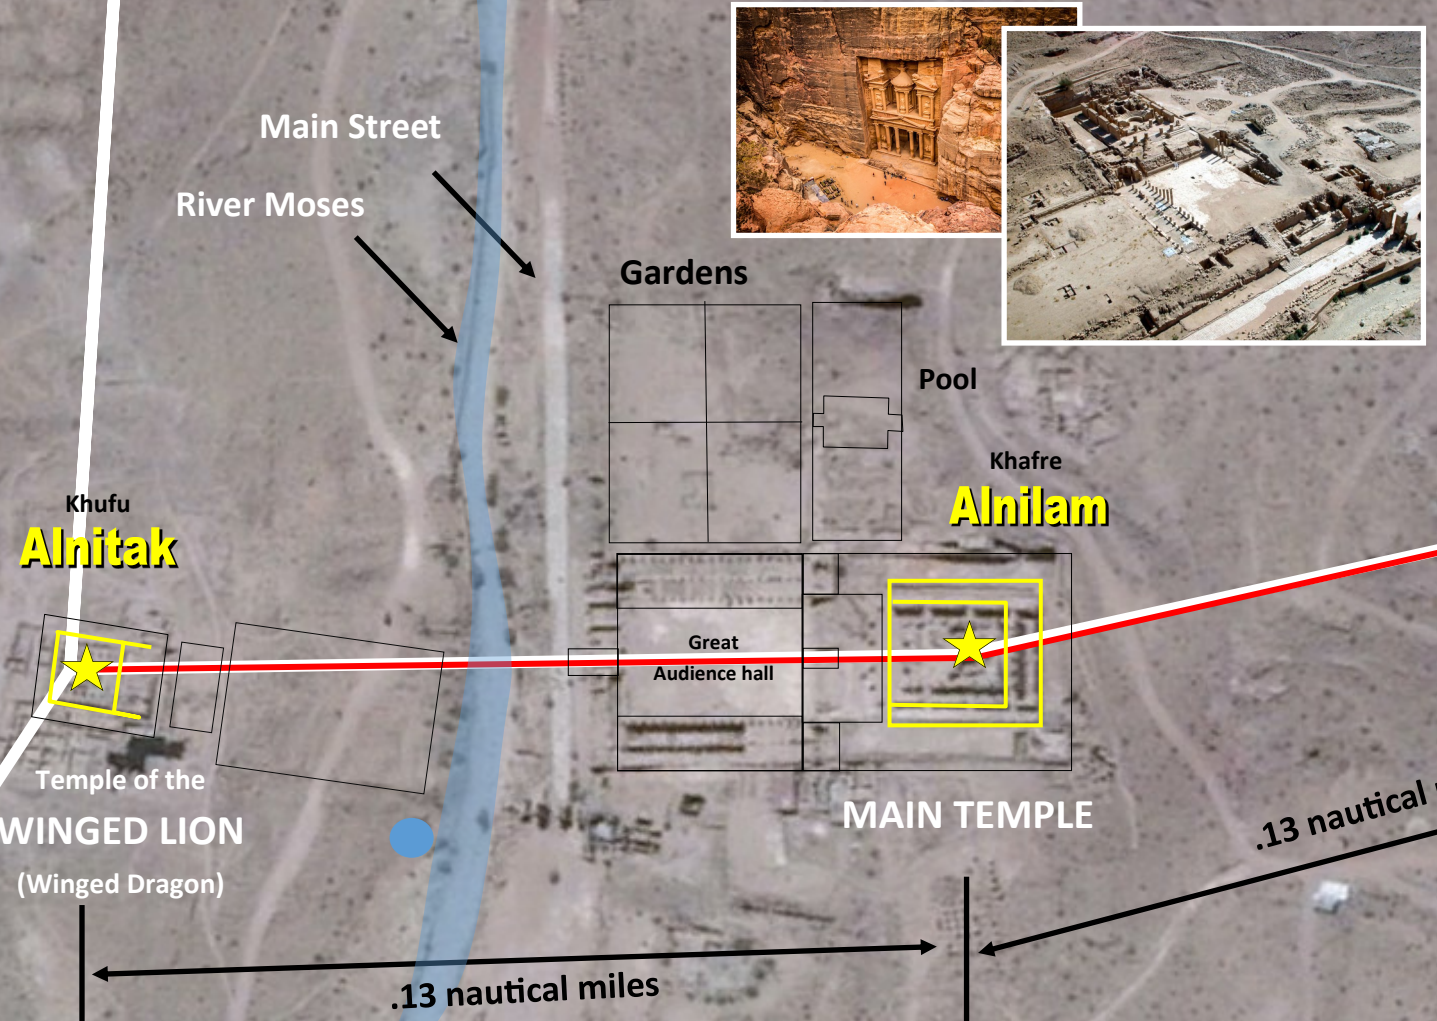 Main Street
River Moses
Gardens
Pool
Khafre
Alnilam
Khufu
Alnitak
Great
Audience hall
Temple of the
WINGED LION
(Winged Dragon)
MAIN TEMPLE
.13 nautical
.13 nautical miles